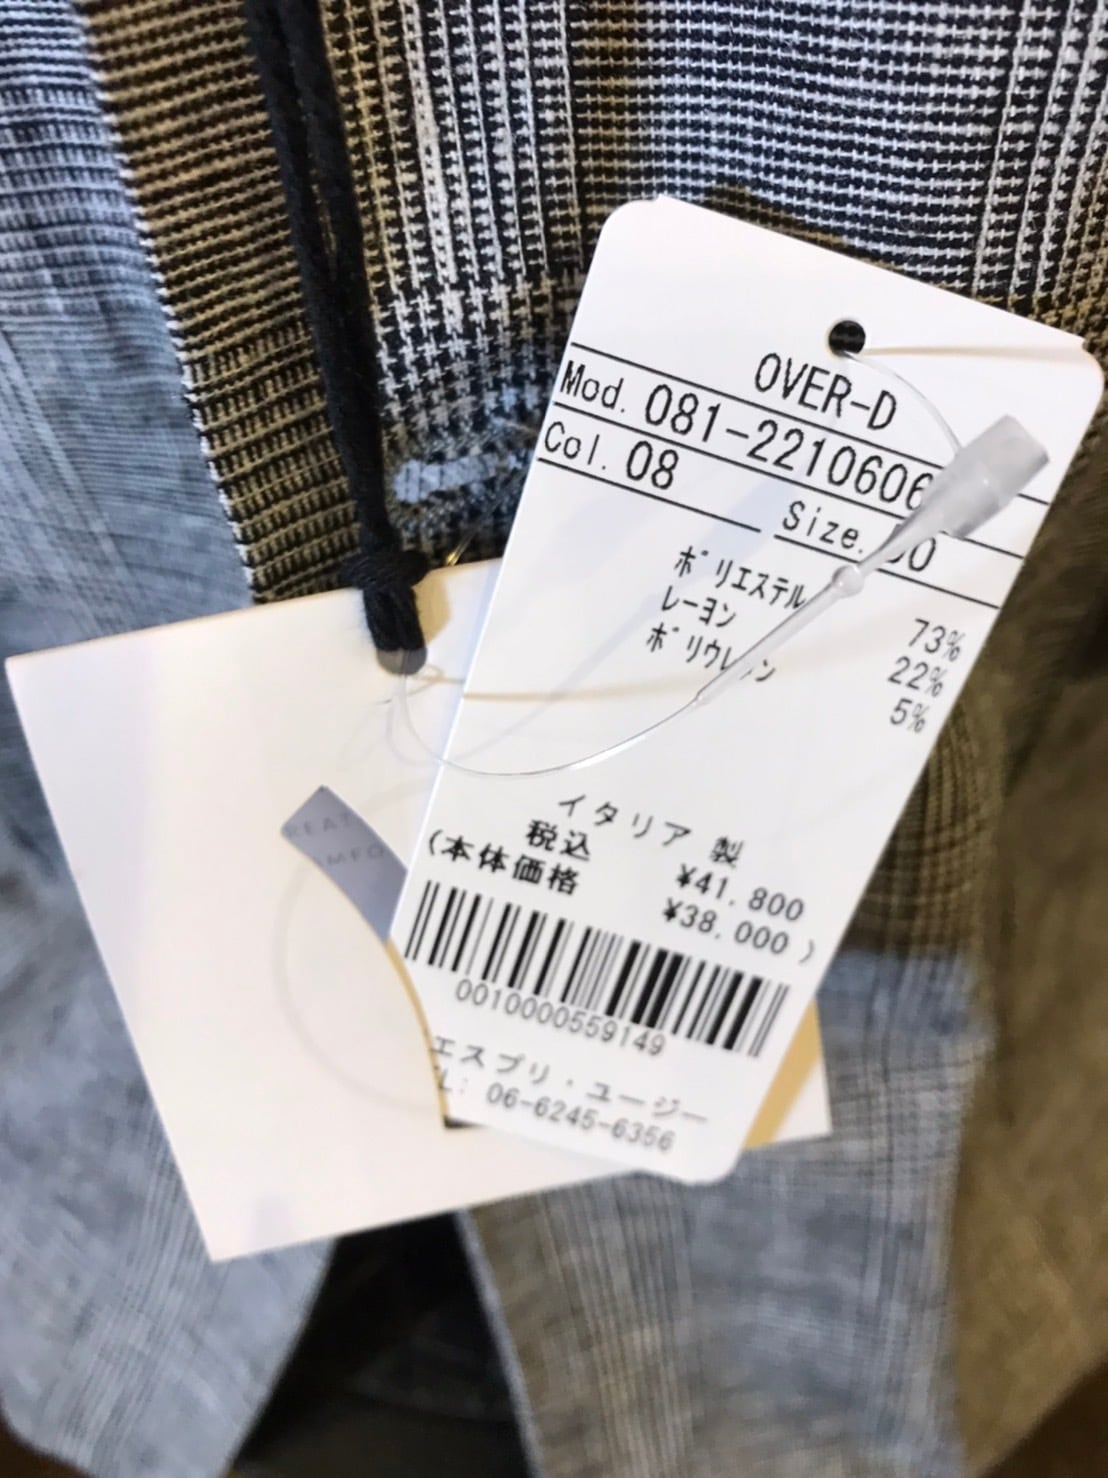 OVER-D
Mod. 081-2210606
Col. 08
Size.
ポリエステル 73%
レーヨン 22%
ポリウレタン 5%
イタリア 製
税込 ¥41.800
(本体価格 ¥38.000 )
0010000559149
エスプリ・ユージー
06-6245-6356